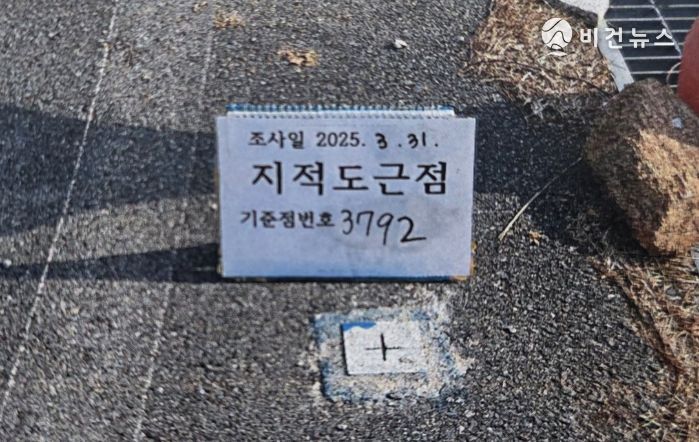 비건뉴스
조사일 2025. 3. 31.
지적도근점
기준점번호 3792